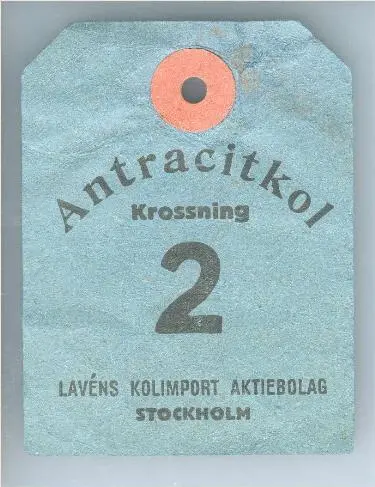 Antracitkol
Krossning
2
LAVÉNS KOLIMPORT AKTIEBOLAG
STOCKHOLM